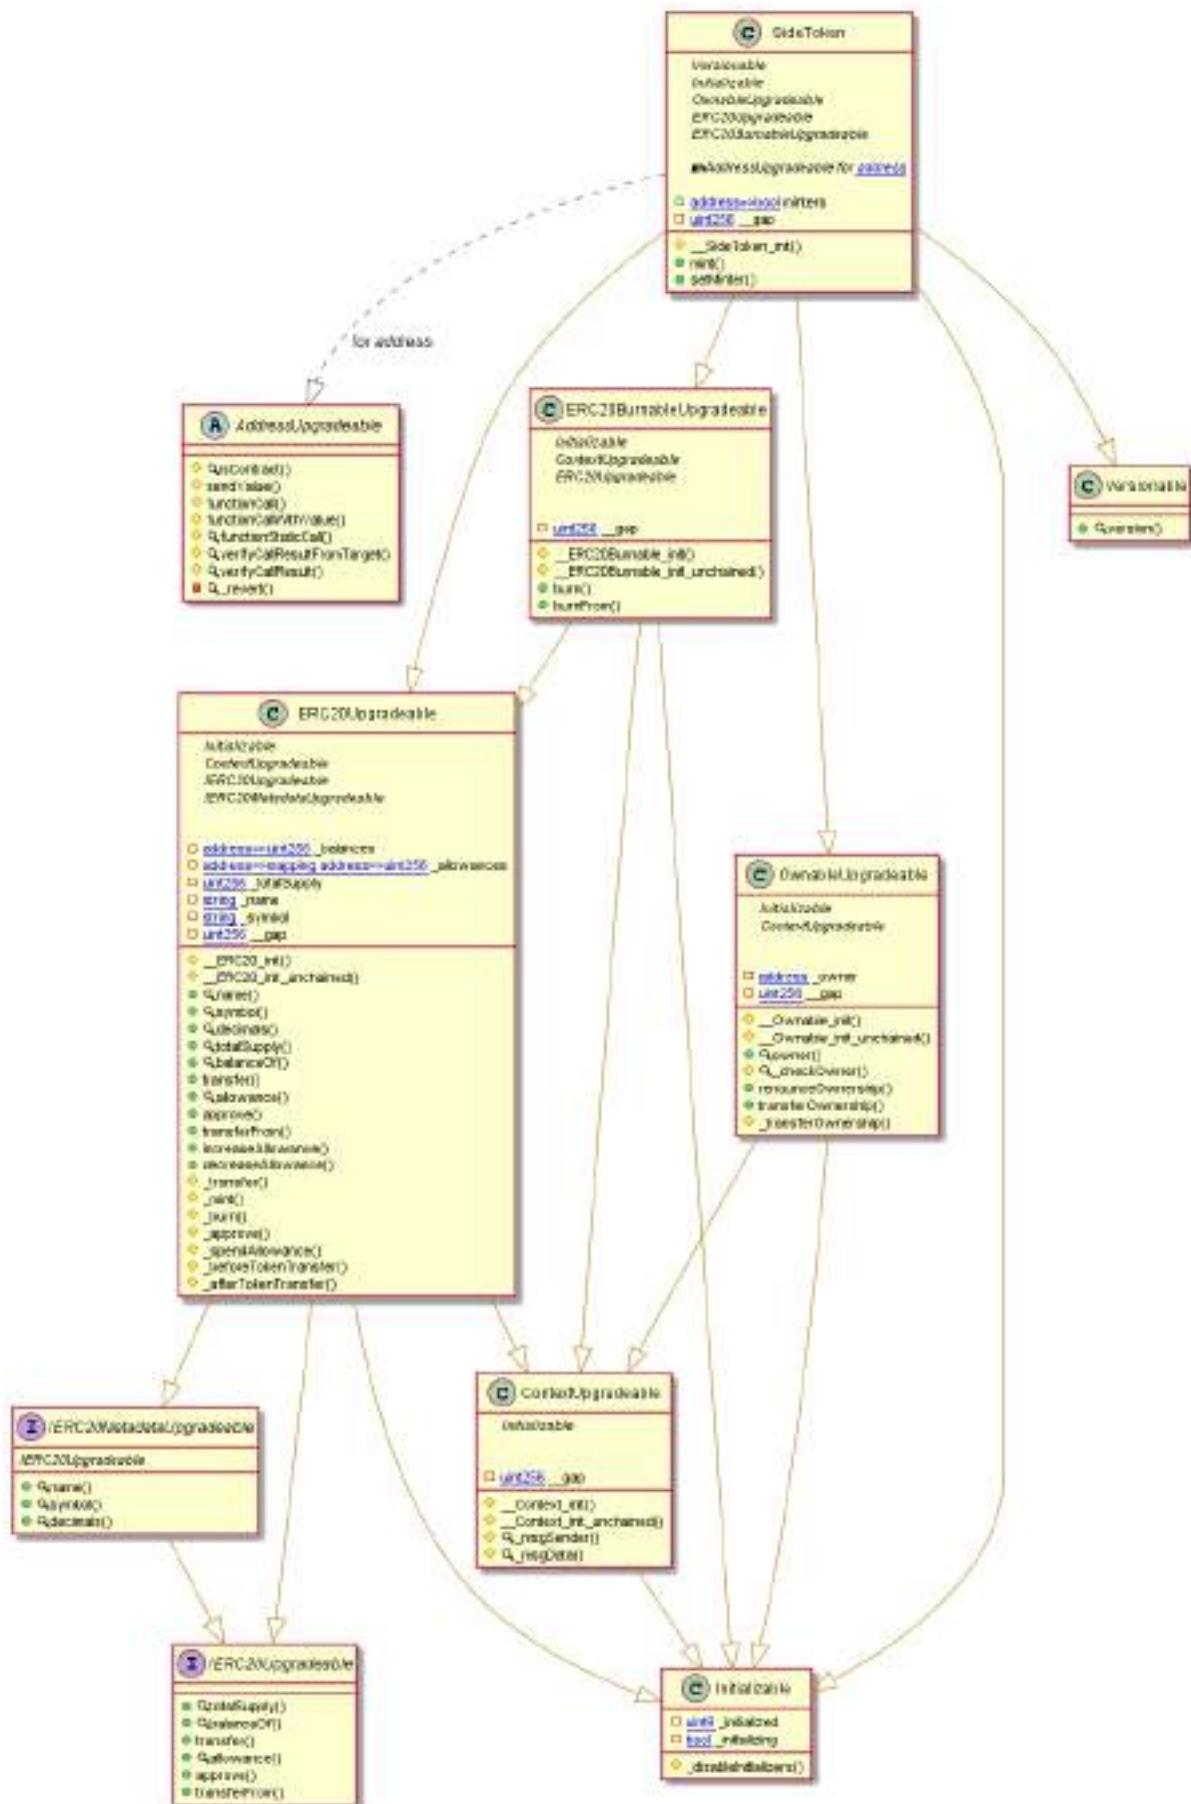 SideToken
Versionable
Initializable
OwnableUpgradeable
ERC20Upgradeable
ERC20BurnableUpgradeable
AddressUpgradeable for address
address=>bool minters
uint256 __gap
__SideToken_init()
mint()
setMinter()
for address
AddressUpgradeable
isContract()
sendValue()
functionCall()
functionCallWithValue()
functionStaticCall()
verifyCallResultFromTarget()
verifyCallResult()
_revert()
ERC20BurnableUpgradeable
Initializable
ContextUpgradeable
ERC20Upgradeable
uint256 __gap
__ERC20Burnable_init()
__ERC20Burnable_init_unchained()
burn()
burnFrom()
Versionable
version()
ERC20Upgradeable
Initializable
ContextUpgradeable
IERC20Upgradeable
IERC20MetadataUpgradeable
address=>uint256 _balances
address=>mapping address=>uint256 _allowances
uint256 _totalSupply
string _name
string _symbol
uint256 __gap
__ERC20_init()
__ERC20_init_unchained()
name()
symbol()
decimals()
totalSupply()
balanceOf()
transfer()
allowance()
approve()
transferFrom()
increaseAllowance()
decreaseAllowance()
_transfer()
_mint()
_burn()
_approve()
_spendAllowance()
_beforeTokenTransfer()
_afterTokenTransfer()
OwnableUpgradeable
Initializable
ContextUpgradeable
address _owner
uint256 __gap
__Ownable_init()
__Ownable_init_unchained()
owner()
_checkOwner()
renounceOwnership()
transferOwnership()
_transferOwnership()
ContextUpgradeable
Initializable
uint256 __gap
__Context_init()
__Context_init_unchained()
_msgSender()
_msgData()
IERC20MetadataUpgradeable
IERC20Upgradeable
name()
symbol()
decimals()
IERC20Upgradeable
totalSupply()
balanceOf()
transfer()
allowance()
approve()
transferFrom()
Initializable
uint8 _initialized
bool _initializing
_disableInitializers()